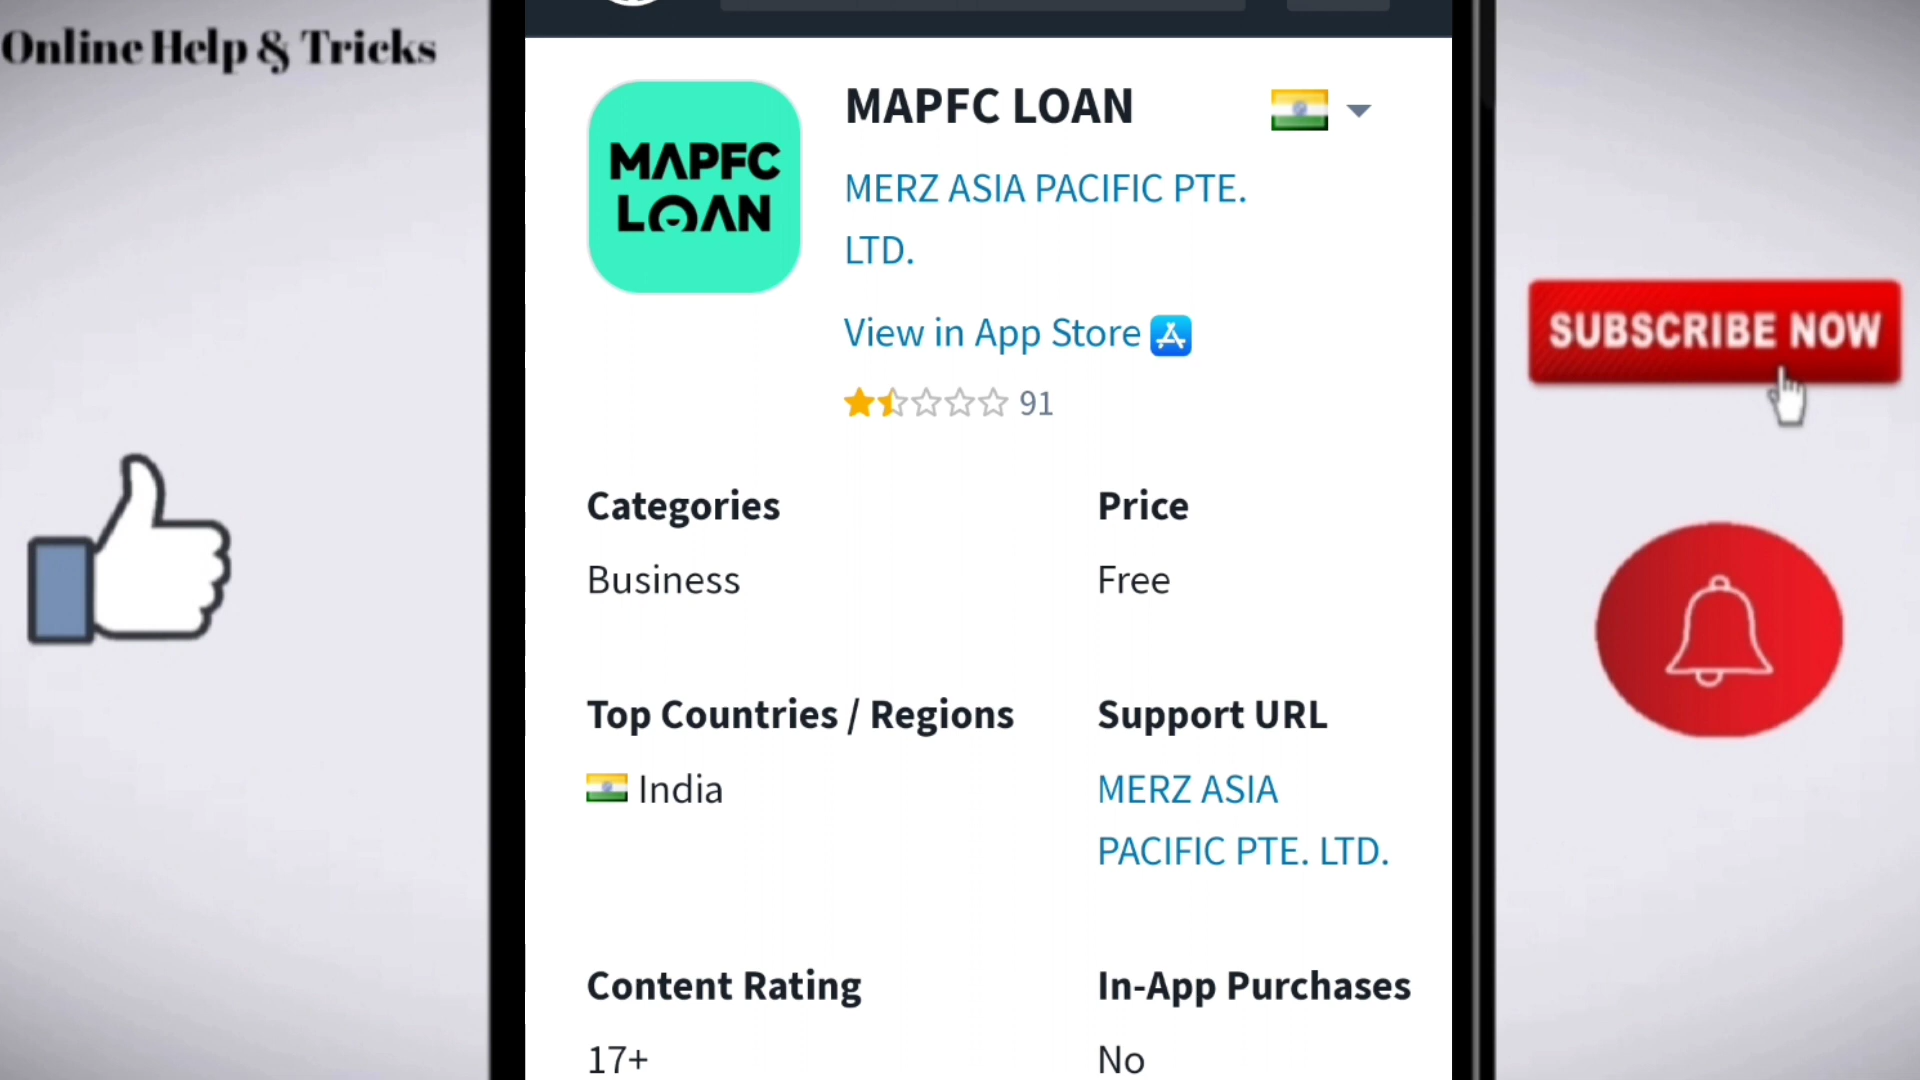 Online Help & Tricks
MAPFC
LOAN
MAPFC LOAN
MERZ ASIA PACIFIC PTE.
LTD.
View in App Store
91
Categories
Business
Price
Free
Top Countries / Regions
India
Support URL
MERZ ASIA
PACIFIC PTE. LTD.
Content Rating
17+
In-App Purchases
No
SUBSCRIBE NOW